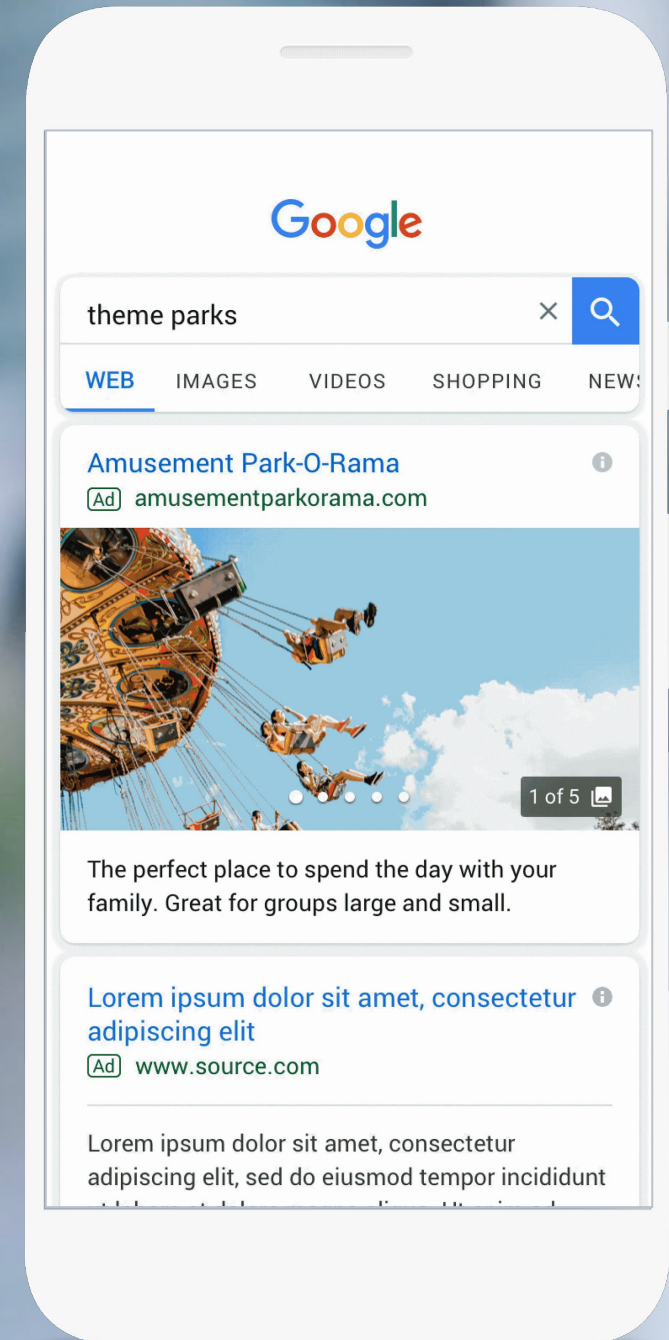 Google
theme parks
WEB IMAGES VIDEOS SHOPPING
Amusement Park-O-Rama
Ad amusementparkorama.com
1 of 5
The perfect place to spend the day with your
family. Great for groups large and small.
Lorem ipsum dolor sit amet, consectetur
adipiscing elit
Ad www.source.com
Lorem ipsum dolor sit amet, consectetur
adipiscing elit, sed do eiusmod tempor incididunt